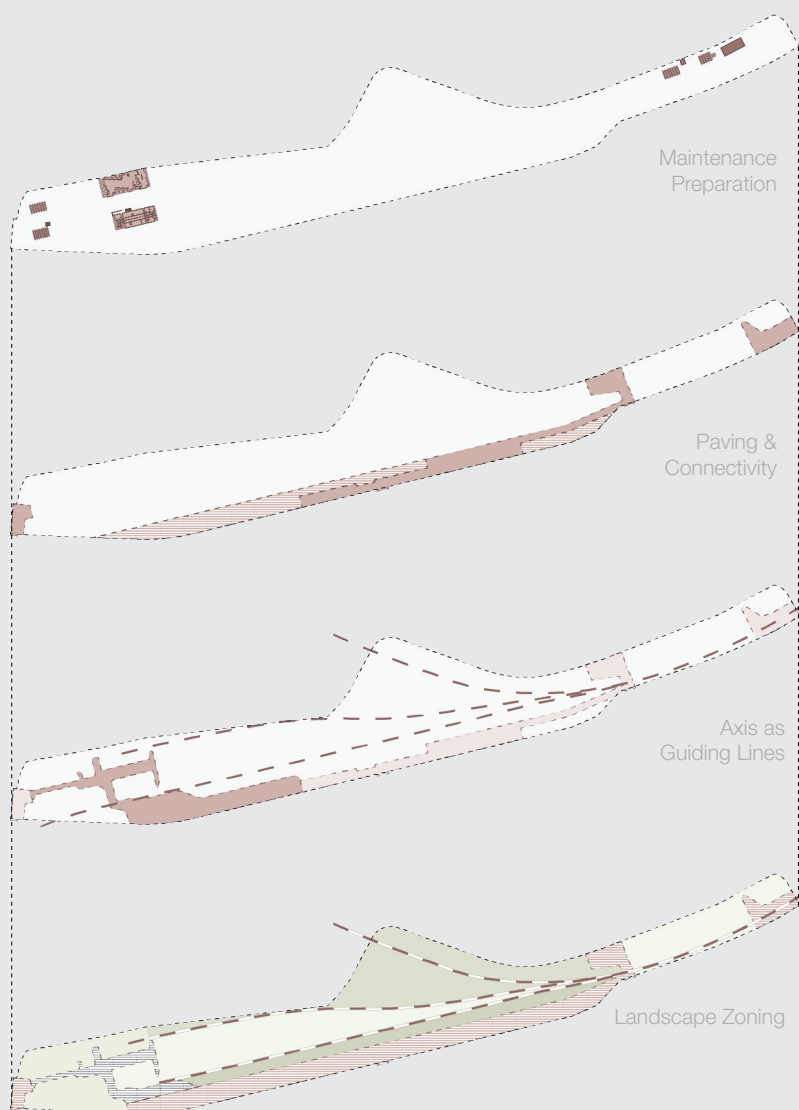 Maintenance
Preparation
Paving &
Connectivity
Axis as
Guiding Lines
Landscape Zoning